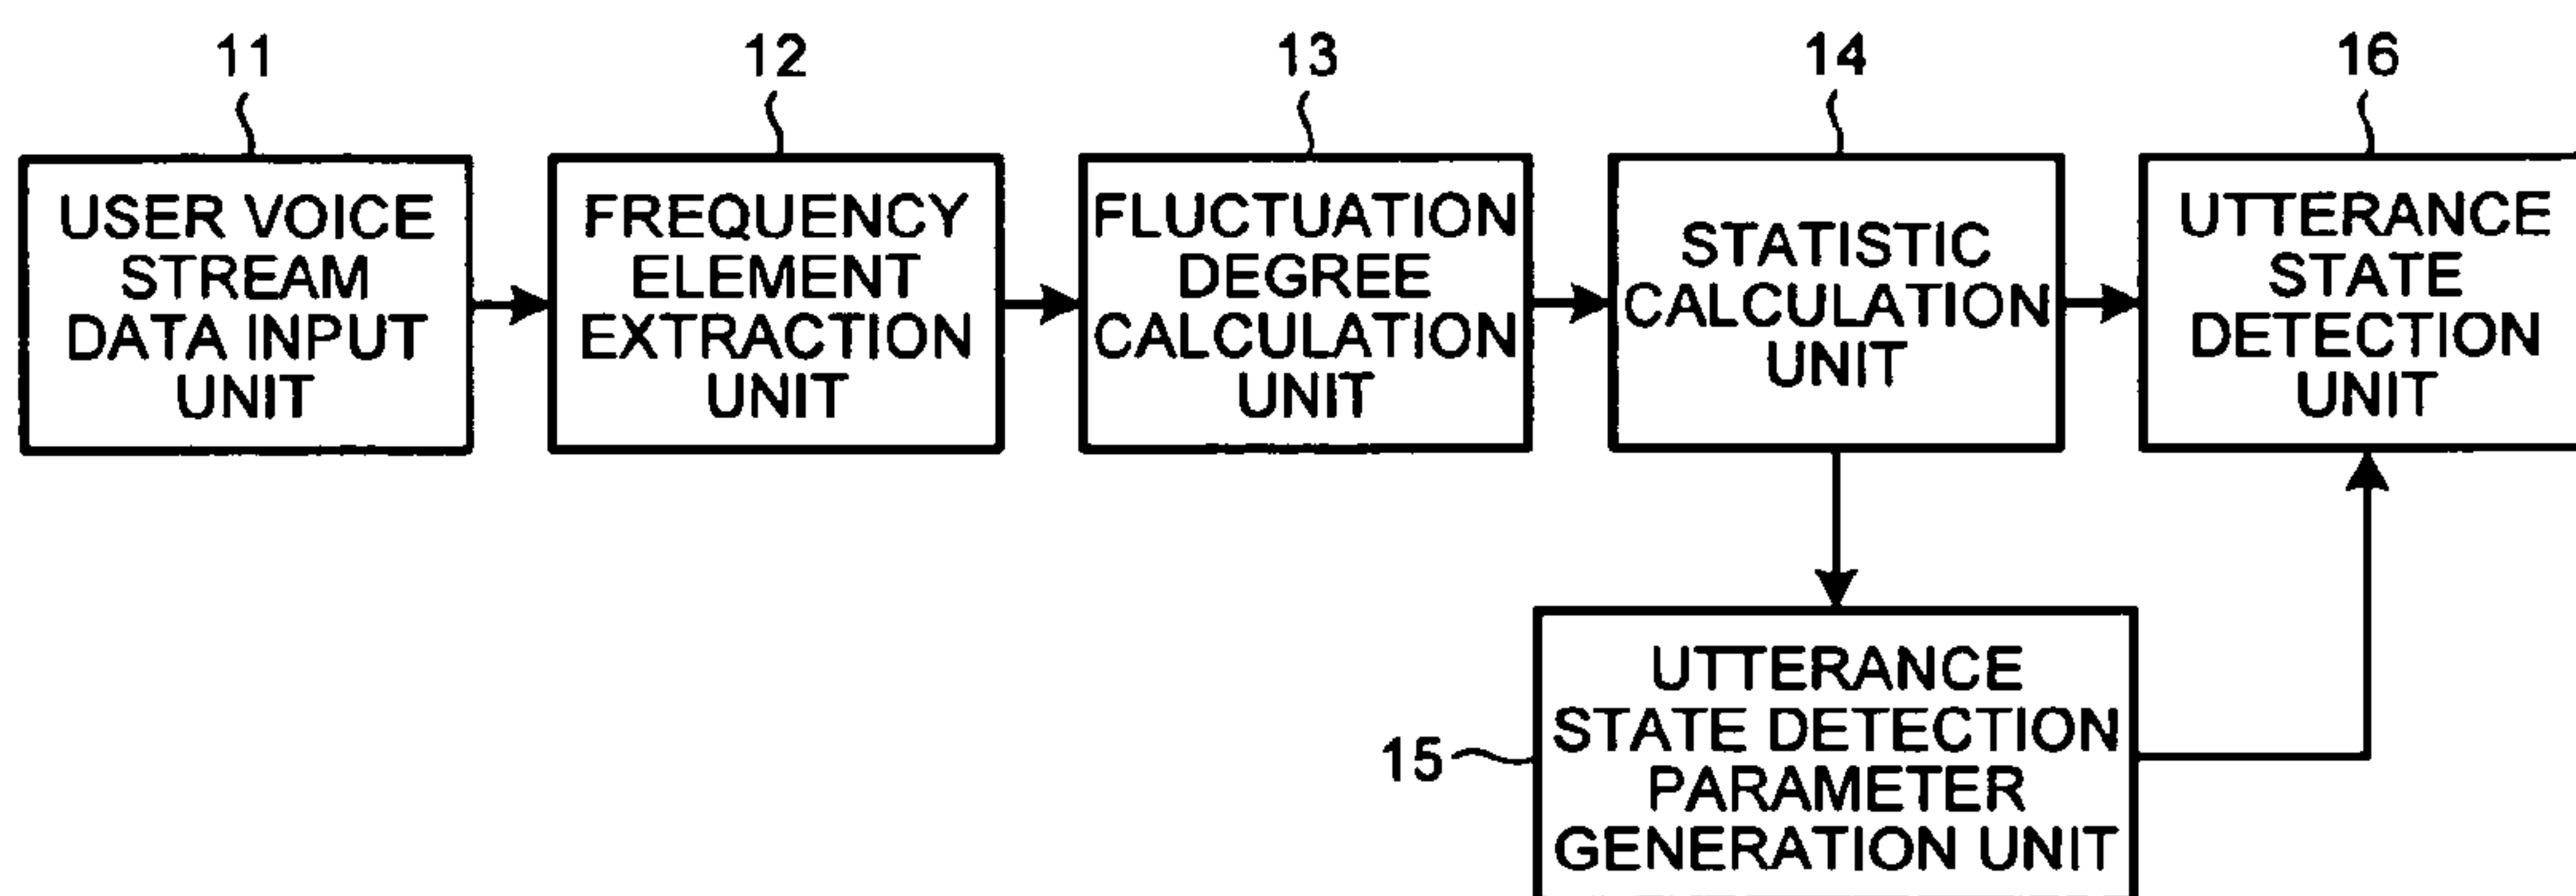 11
12
13
14
16
USER VOICE
STREAM
DATA INPUT
UNIT
FREQUENCY
ELEMENT
EXTRACTION
UNIT
FLUCTUATION
DEGREE
CALCULATION
UNIT
STATISTIC
CALCULATION
UNIT
UTTERANCE
STATE
DETECTION
UNIT
15
UTTERANCE
STATE DETECTION
PARAMETER
GENERATION UNIT